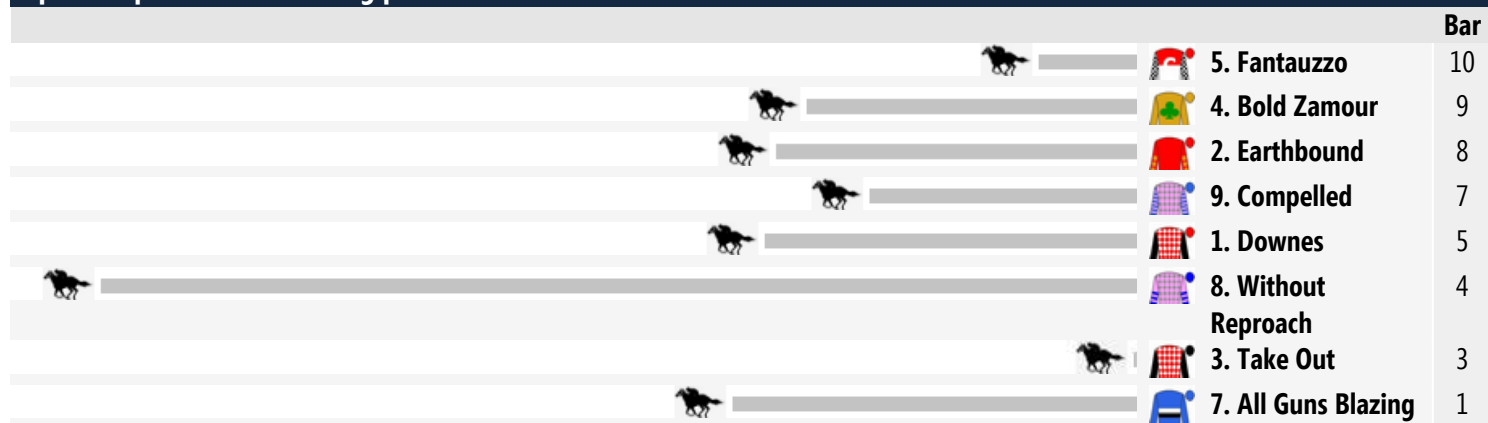 Bar
5. Fantauzzo 10
4. Bold Zamour 9
2. Earthbound 8
9. Compelled 7
1. Downes 5
8. Without 4
Reproach
3. Take Out 3
7. All Guns Blazing 1